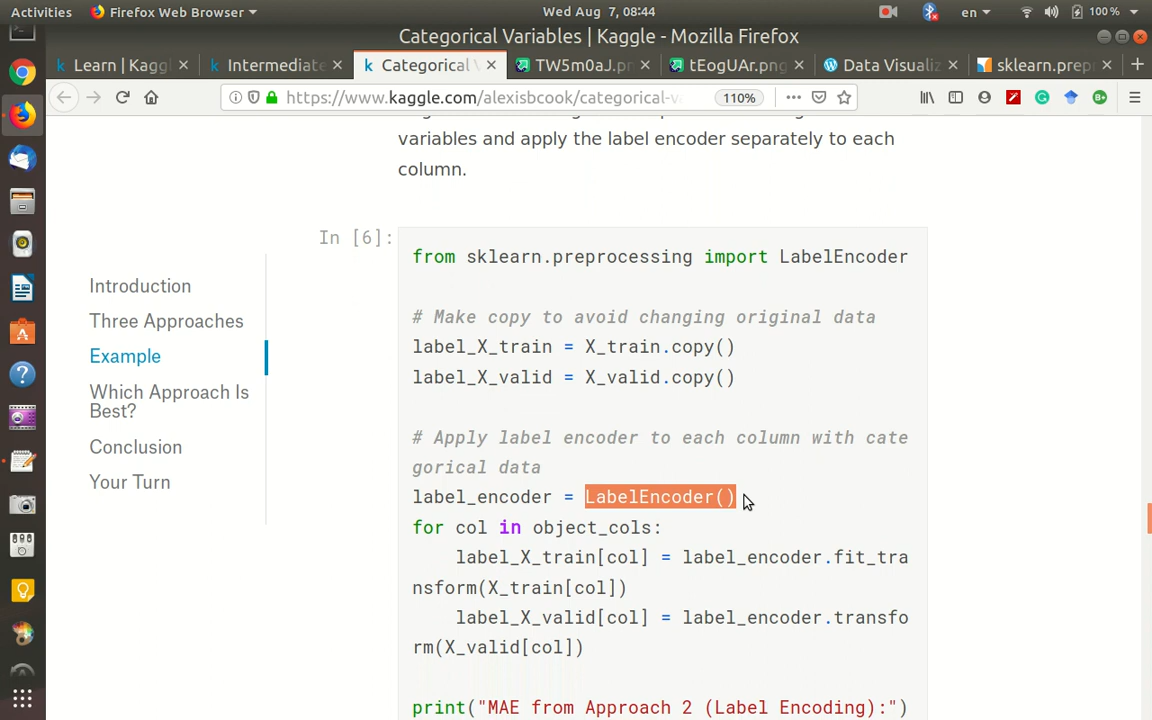 Activities Firefox Web Browser Wed Aug 7, 08:44 en 100 %
Categorical Variables | Kaggle - Mozilla Firefox
Learn | Kaggl Intermediate Categorical V TW5m0aJ.pn tEogUAr.png Data Visualiz sklearn.prep
https://www.kaggle.com/alexisbcook/categorical-va 110%
variables and apply the label encoder separately to each
column.
In [6]:
from sklearn.preprocessing import LabelEncoder
# Make copy to avoid changing original data
label_X_train = X_train.copy()
label_X_valid = X_valid.copy()
# Apply label encoder to each column with cate
gorical data
label_encoder = LabelEncoder()
for col in object_cols:
label_X_train[col] = label_encoder.fit_tra
nsform(X_train[col])
label_X_valid[col] = label_encoder.transfo
rm(X_valid[col])
print("MAE from Approach 2 (Label Encoding):")
Introduction
Three Approaches
Example
Which Approach Is
Best?
Conclusion
Your Turn